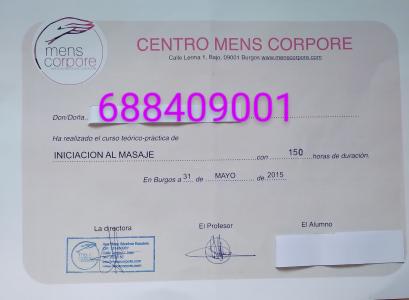 mens
corpore
CENTRO MENS CORPORE
Calle Lerma 1, Bajo, 09001 Burgos www.menscorpore.com
Don/Doña..
688409001
Ha realizado el curso teórico-práctica de
INICIACION AL MASAJE con 150 horas de duración.
En Burgos a 31 de MAYO de 2015
La directora El Profesor El Alumno
mens